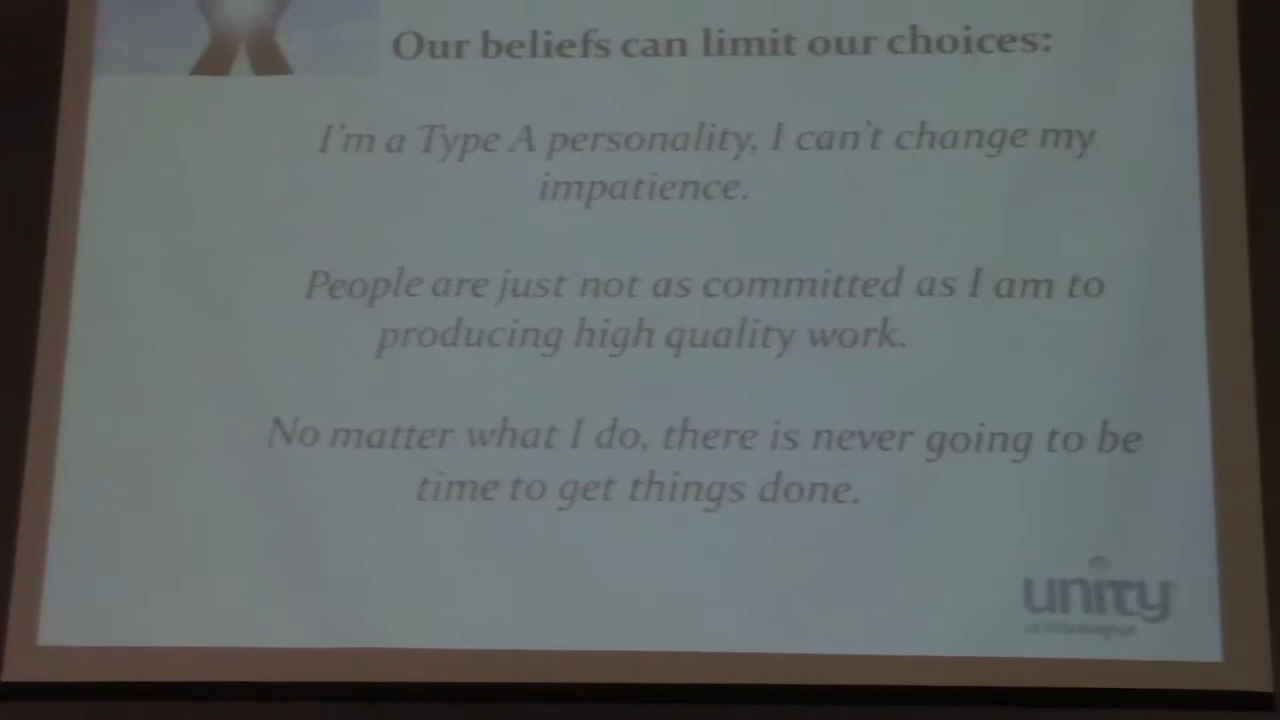 Our beliefs can limit our choices:
I'm a Type A personality, I can't change my
impatience.
People are just not as committed as I am to
producing high quality work.
No matter what I do, there is never going to be
time to get things done.
unity